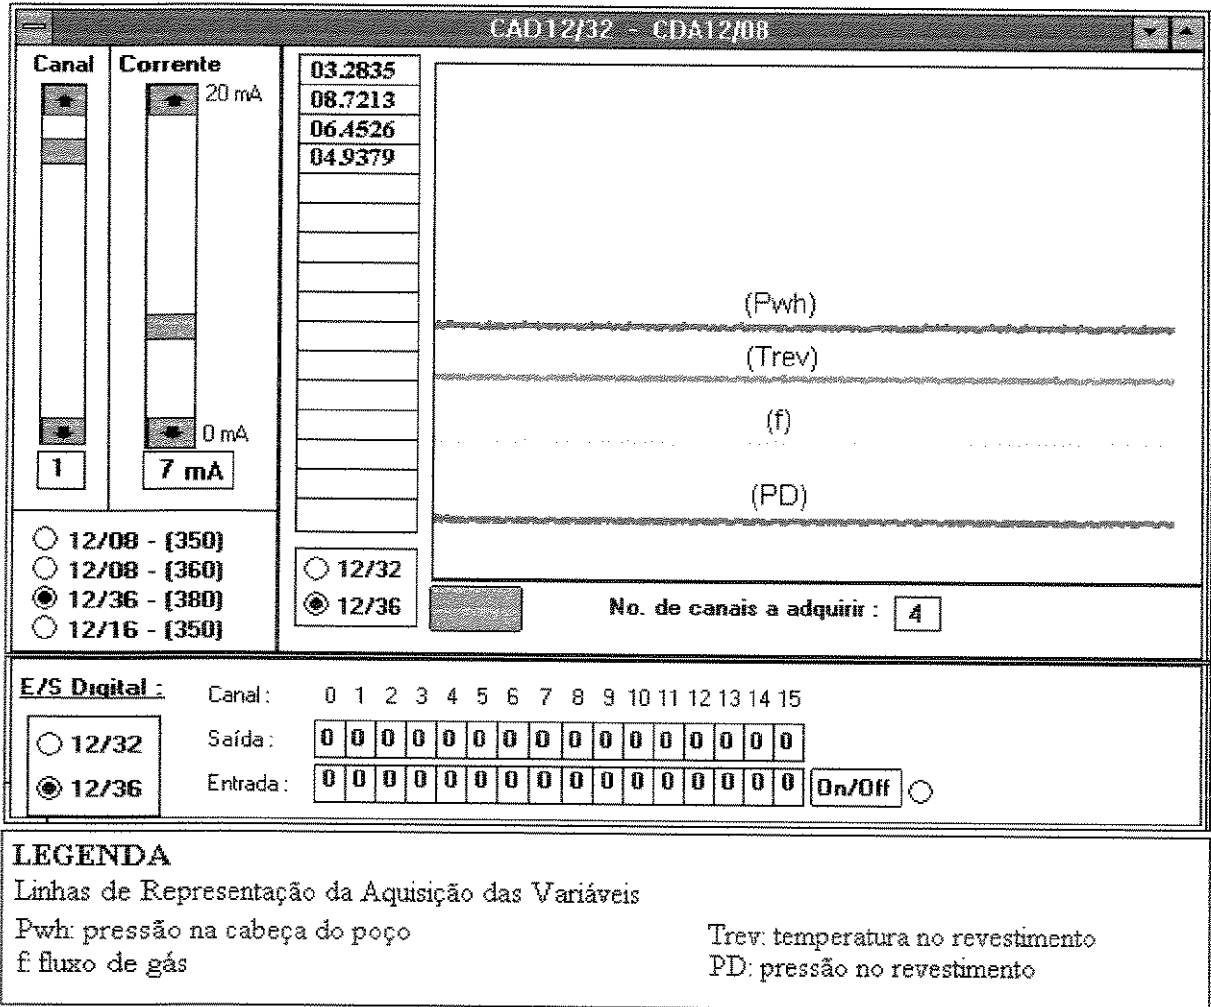 CAD12/32 - CDA12/08
Canal
Corrente
20 mA
0 mA
1
7 mA
03.2835
08.7213
06.4526
04.9379
(Pwh)
(Trev)
(f)
(PD)
12/08 - (350)
12/08 - (360)
12/36 - (380)
12/16 - (350)
12/32
12/36
No. de canais a adquirir : 4
E/S Digital :
12/32
12/36
Canal : 0 1 2 3 4 5 6 7 8 9 10 11 12 13 14 15
Saída : 0 0 0 0 0 0 0 0 0 0 0 0 0 0 0 0
Entrada : 0 0 0 0 0 0 0 0 0 0 0 0 0 0 0 0 On/Off
LEGENDA
Linhas de Representação da Aquisição das Variáveis
Pwh: pressão na cabeça do poço
f: fluxo de gás
Trev: temperatura no revestimento
PD: pressão no revestimento